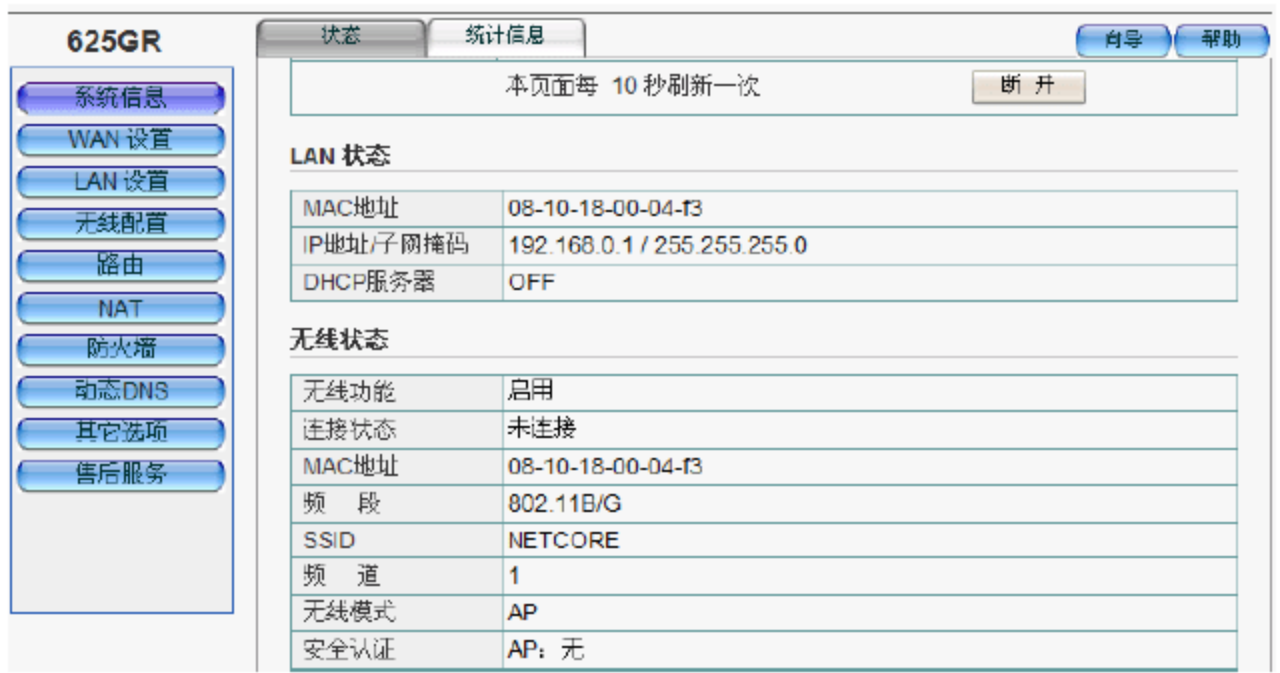 625GR
状态 统计信息 向导 帮助
系统信息
WAN 设置
LAN 设置
无线配置
路由
NAT
防火墙
动态DNS
其它选项
售后服务
本页面每 10 秒刷新一次 断 开
LAN 状态
MAC地址 08-10-18-00-04-f3
IP地址/子网掩码 192.168.0.1 / 255.255.255.0
DHCP服务器 OFF
无线状态
无线功能 启用
连接状态 未连接
MAC地址 08-10-18-00-04-f3
频 段 802.11B/G
SSID NETCORE
频 道 1
无线模式 AP
安全认证 AP：无